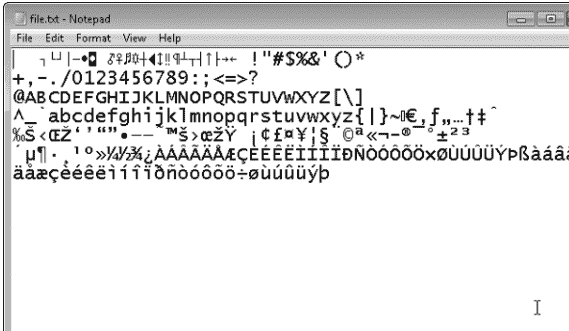 file.txt - Notepad
File Edit Format View Help
┐└┘│─•◘ ♂♀♫☼┼◄↕‼¶┴┬┤↑├→← !"#$%&'()*
+,-./0123456789:;<=>?
@ABCDEFGHIJKLMNOPQRSTUVWXYZ[\]
^_`abcdefghijklmnopqrstuvwxyz{|}~€‚ƒ„…†‡ˆ
‰Š‹ŒŽ‘’“”•–—˜™š›œžŸ ¡¢£¤¥¦§¨©ª«¬-®¯°±²³
´µ¶·¸¹º»¼½¾¿ÀÁÂÃÄÅÆÇÈÉÊËÌÍÎÏÐÑÒÓÔÕÖ×ØÙÚÛÜÝÞßàáâã
äåæçèéêëìíîïðñòóôõö÷øùúûüýþ